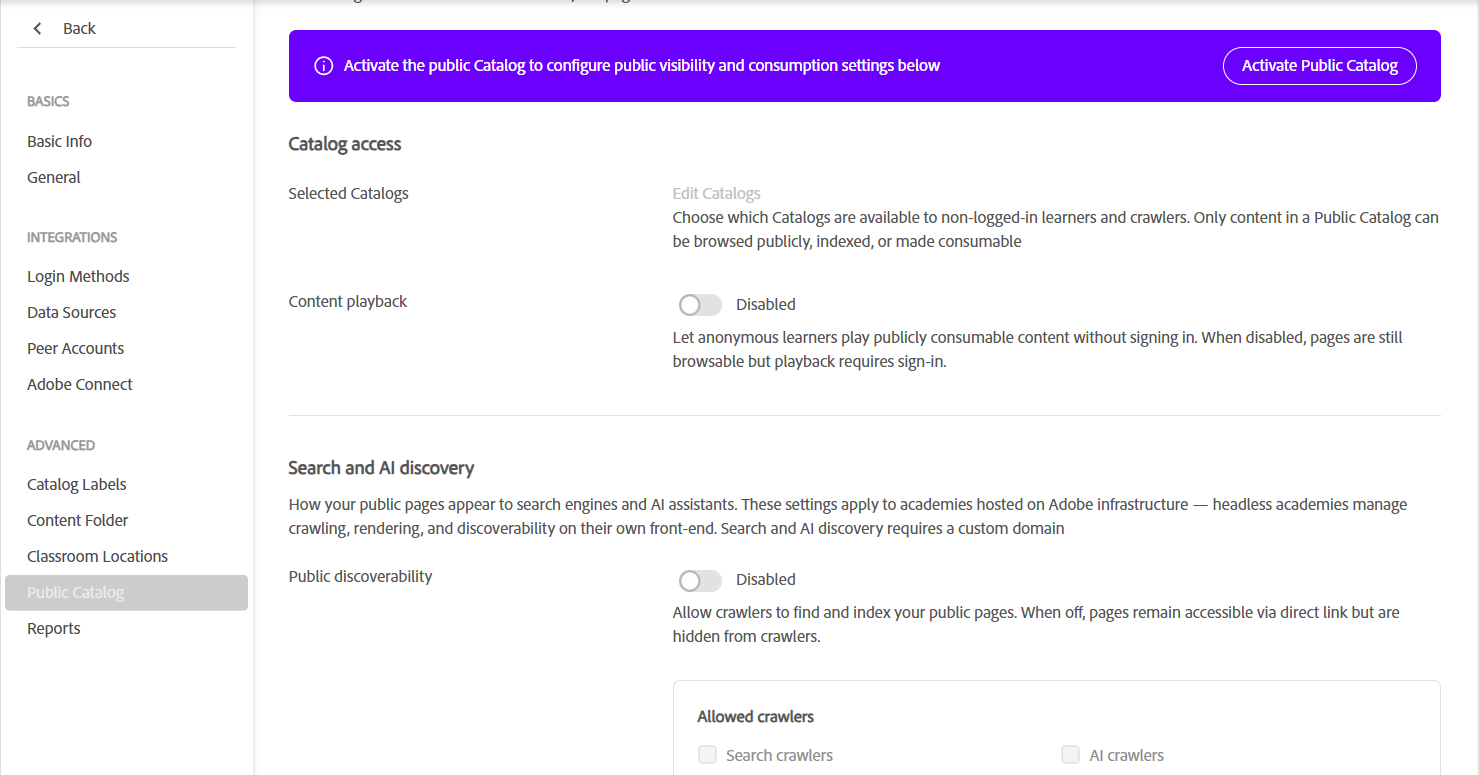 Back
BASICS
Basic Info
General
INTEGRATIONS
Login Methods
Data Sources
Peer Accounts
Adobe Connect
ADVANCED
Catalog Labels
Content Folder
Classroom Locations
Public Catalog
Reports
Activate the public Catalog to configure public visibility and consumption settings below
Activate Public Catalog
Catalog access
Selected Catalogs
Edit Catalogs
Choose which Catalogs are available to non-logged-in learners and crawlers. Only content in a Public Catalog can
be browsed publicly, indexed, or made consumable
Content playback
Disabled
Let anonymous learners play publicly consumable content without signing in. When disabled, pages are still
browsable but playback requires sign-in.
Search and AI discovery
How your public pages appear to search engines and AI assistants. These settings apply to academies hosted on Adobe infrastructure — headless academies manage
crawling, rendering, and discoverability on their own front-end. Search and AI discovery requires a custom domain
Public discoverability
Disabled
Allow crawlers to find and index your public pages. When off, pages remain accessible via direct link but are
hidden from crawlers.
Allowed crawlers
Search crawlers
AI crawlers